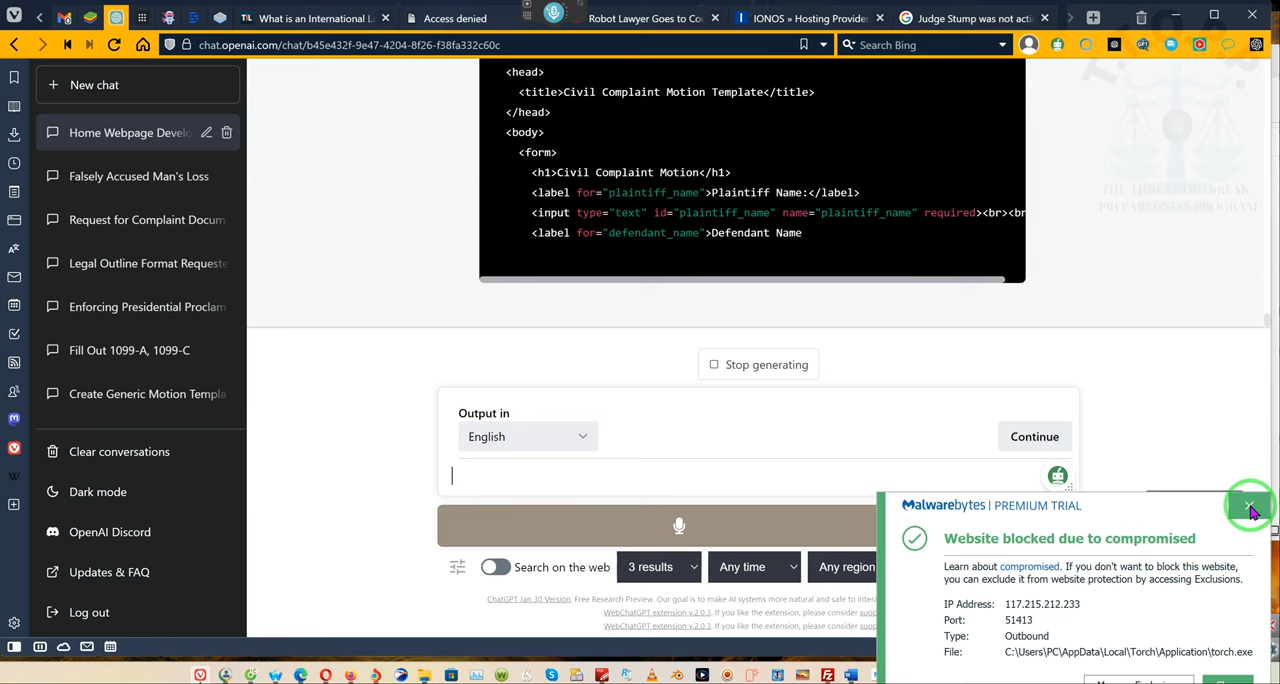 What is an International L
Access denied
Robot Lawyer Goes to Co
IONOS » Hosting Provider
Judge Stump was not acti
chat.openai.com/chat/b45e432f-9e47-4204-8f26-f38fa332c60c
Search Bing
New chat
Home Webpage Develo
Falsely Accused Man's Loss
Request for Complaint Docum
Legal Outline Format Requeste
Enforcing Presidential Proclam
Fill Out 1099-A, 1099-C
Create Generic Motion Templa
Clear conversations
Dark mode
OpenAI Discord
Updates & FAQ
Log out
<head>
<title>Civil Complaint Motion Template</title>
</head>
<body>
<form>
<h1>Civil Complaint Motion</h1>
<label for="plaintiff_name">Plaintiff Name:</label>
<input type="text" id="plaintiff_name" name="plaintiff_name" required><br><br
<label for="defendant_name">Defendant Name
THE THREAT OUTBREAK
PREPAREDNESS PROGRAM
Stop generating
Output in
English
Continue
Search on the web
3 results
Any time
Any region
ChatGPT Jan 30 Version. Free Research Preview. Our goal is to make AI systems more natural and safe to inter
WebChatGPT extension v.2.0.3. If you like the extension, please consider supp
WebChatGPT extension v.2.0.3. If you like the extension, please consider supp
Malwarebytes | PREMIUM TRIAL
Website blocked due to compromised
Learn about compromised. If you don't want to block this website,
you can exclude it from website protection by accessing Exclusions.
IP Address: 117.215.212.233
Port: 51413
Type: Outbound
File: C:\Users\PC\AppData\Local\Torch\Application\torch.exe